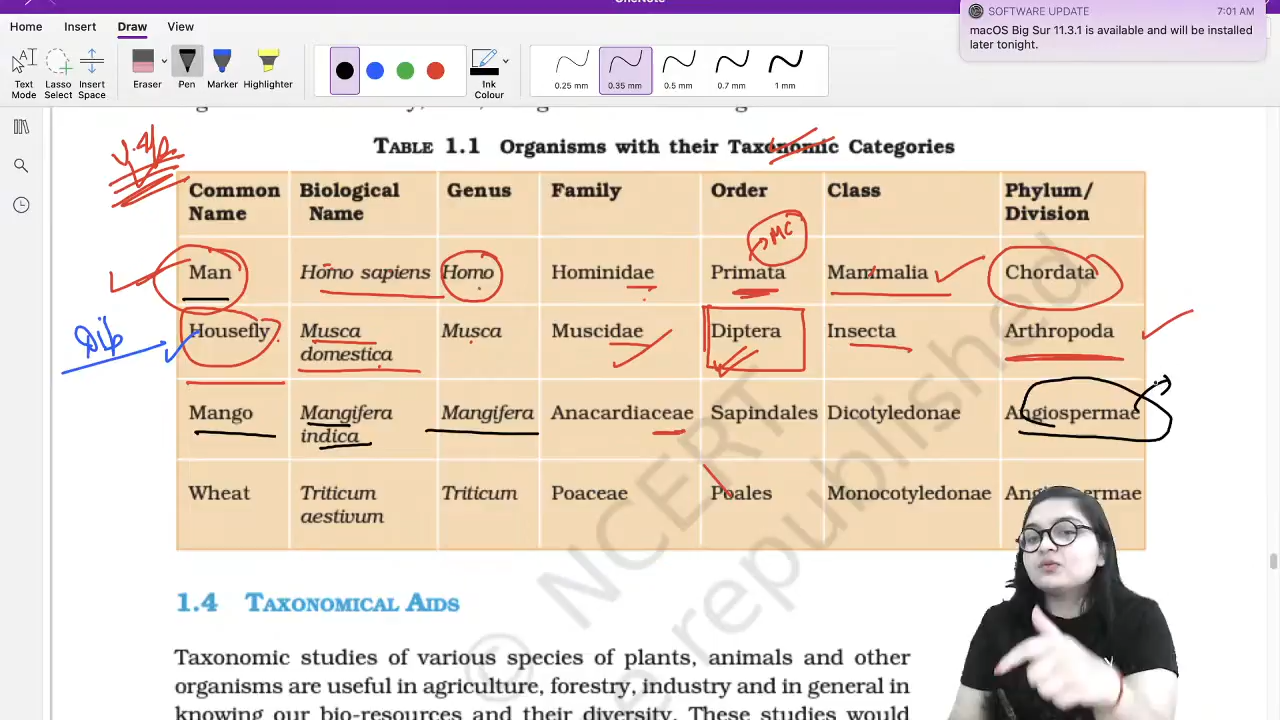 OneNote
Home Insert Draw View
SOFTWARE UPDATE 7:01 AM
macOS Big Sur 11.3.1 is available and will be installed
later tonight.
Text Mode
Lasso Select
Insert Space
Eraser
Pen
Marker
Highlighter
Ink Colour
0.25 mm
0.35 mm
0.5 mm
0.7 mm
1 mm
TABLE 1.1 Organisms with their Taxonomic Categories
Common Name Biological Name Genus Family Order Class Phylum/ Division
MC
Man Homo sapiens Homo Hominidae Primata Mammalia Chordata
Dip
Housefly Musca domestica Musca Muscidae Diptera Insecta Arthropoda
Mango Mangifera indica Mangifera Anacardiaceae Sapindales Dicotyledonae Angiospermae
Wheat Triticum aestivum Triticum Poaceae Poales Monocotyledonae Angiospermae
1.4 TAXONOMICAL AIDS
Taxonomic studies of various species of plants, animals and other
organisms are useful in agriculture, forestry, industry and in general in
knowing our bio-resources and their diversity. These studies would
© NCERT
be republished